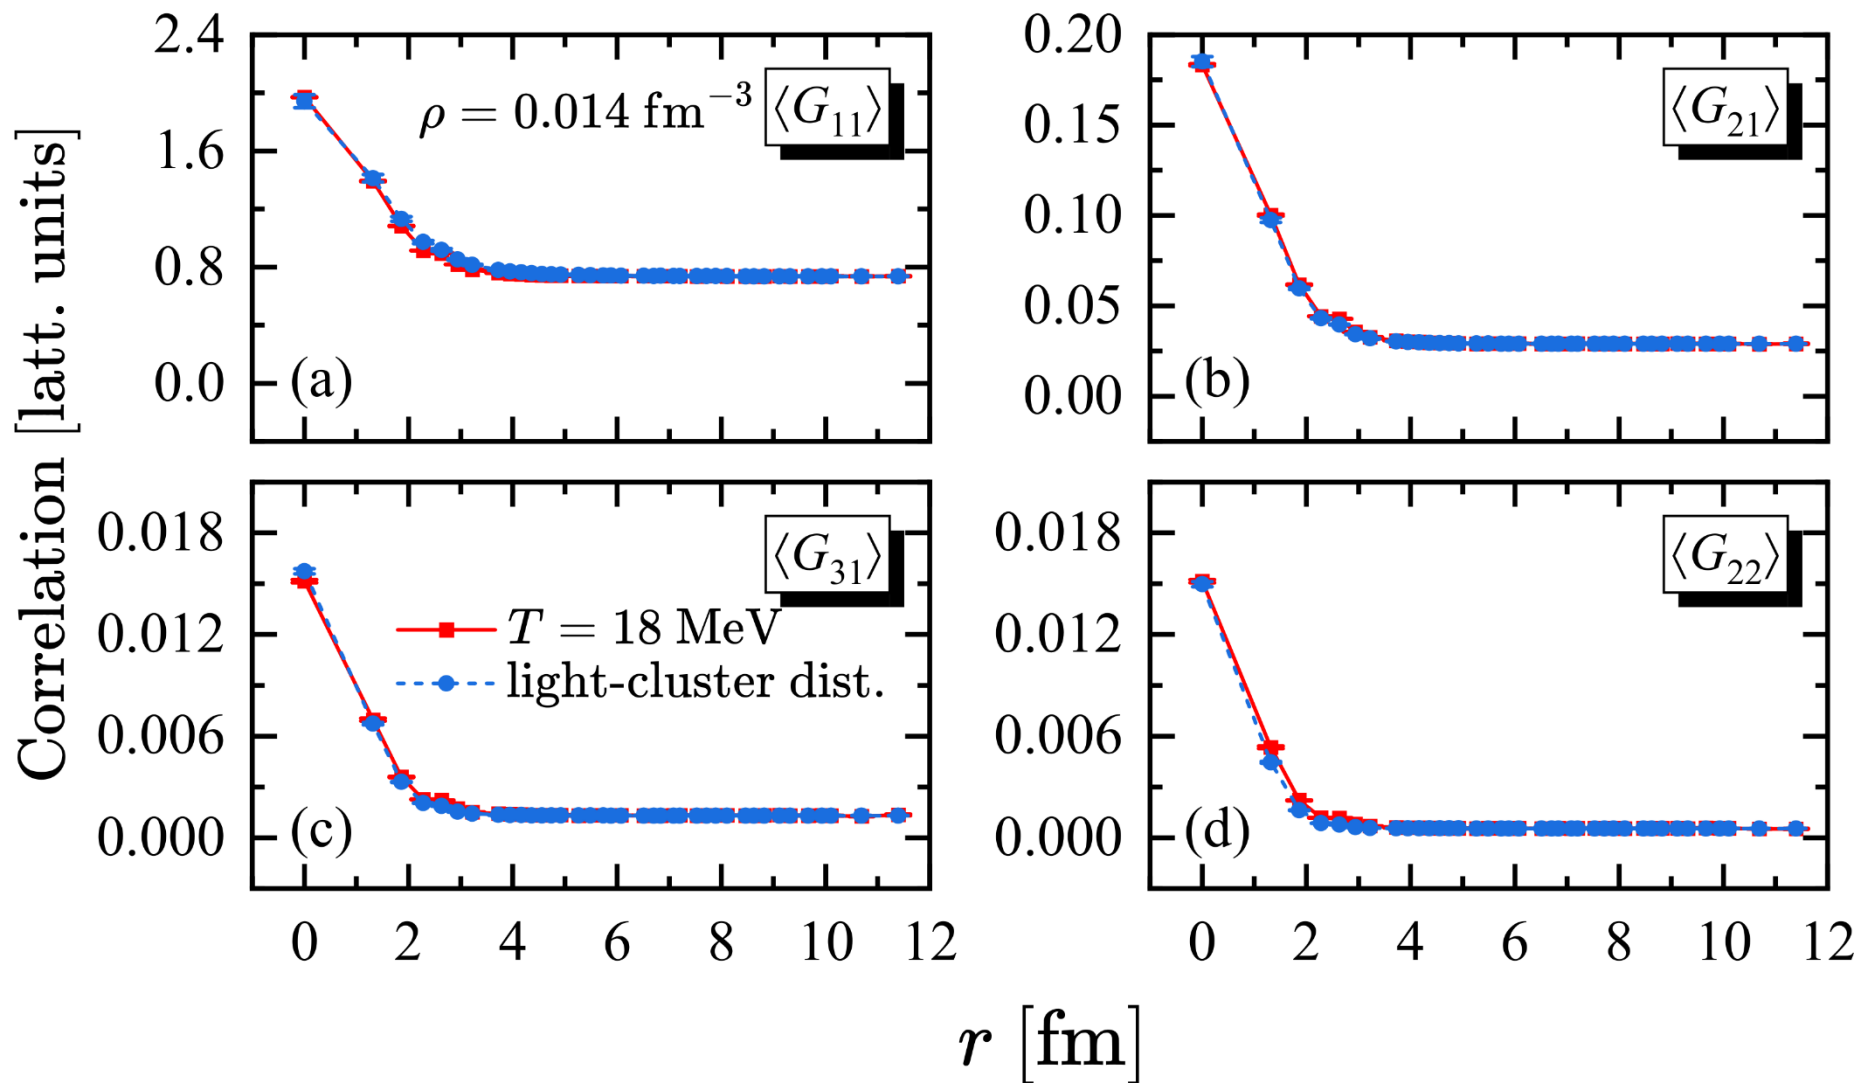 Correlation [latt. units]
2.4
1.6
0.8
0.0
ρ = 0.014 fm⁻³
⟨G₁₁⟩
(a)
0.20
0.15
0.10
0.05
0.00
⟨G₂₁⟩
(b)
0.018
0.012
0.006
0.000
⟨G₃₁⟩
T = 18 MeV
light-cluster dist.
(c)
0 2 4 6 8 10 12
0.018
0.012
0.006
0.000
⟨G₂₂⟩
(d)
0 2 4 6 8 10 12
r [fm]